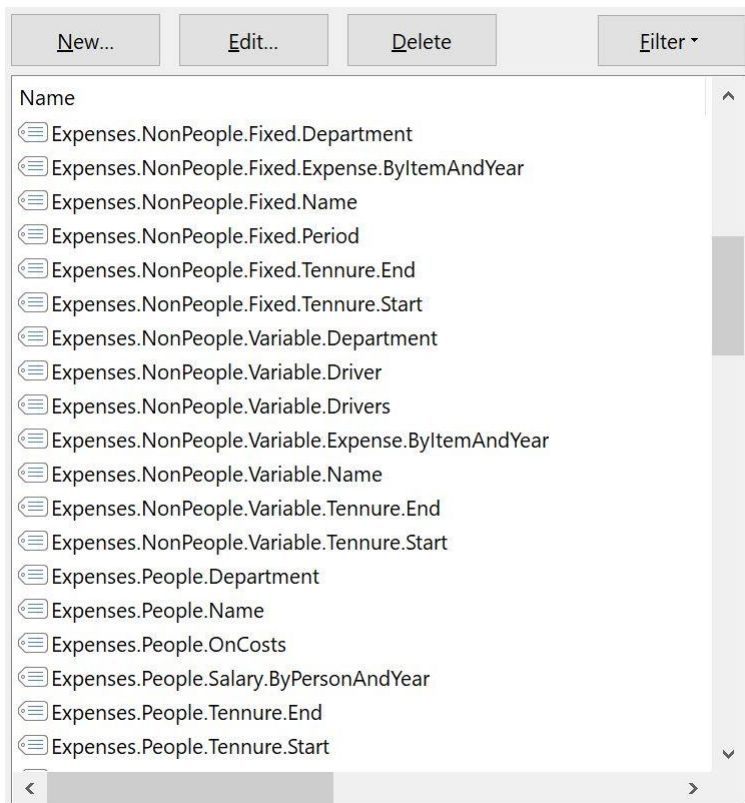 New...
Edit...
Delete
Filter
Name
Expenses.NonPeople.Fixed.Department
Expenses.NonPeople.Fixed.Expense.ByItemAndYear
Expenses.NonPeople.Fixed.Name
Expenses.NonPeople.Fixed.Period
Expenses.NonPeople.Fixed.Tennure.End
Expenses.NonPeople.Fixed.Tennure.Start
Expenses.NonPeople.Variable.Department
Expenses.NonPeople.Variable.Driver
Expenses.NonPeople.Variable.Drivers
Expenses.NonPeople.Variable.Expense.ByItemAndYear
Expenses.NonPeople.Variable.Name
Expenses.NonPeople.Variable.Tennure.End
Expenses.NonPeople.Variable.Tennure.Start
Expenses.People.Department
Expenses.People.Name
Expenses.People.OnCosts
Expenses.People.Salary.ByPersonAndYear
Expenses.People.Tennure.End
Expenses.People.Tennure.Start